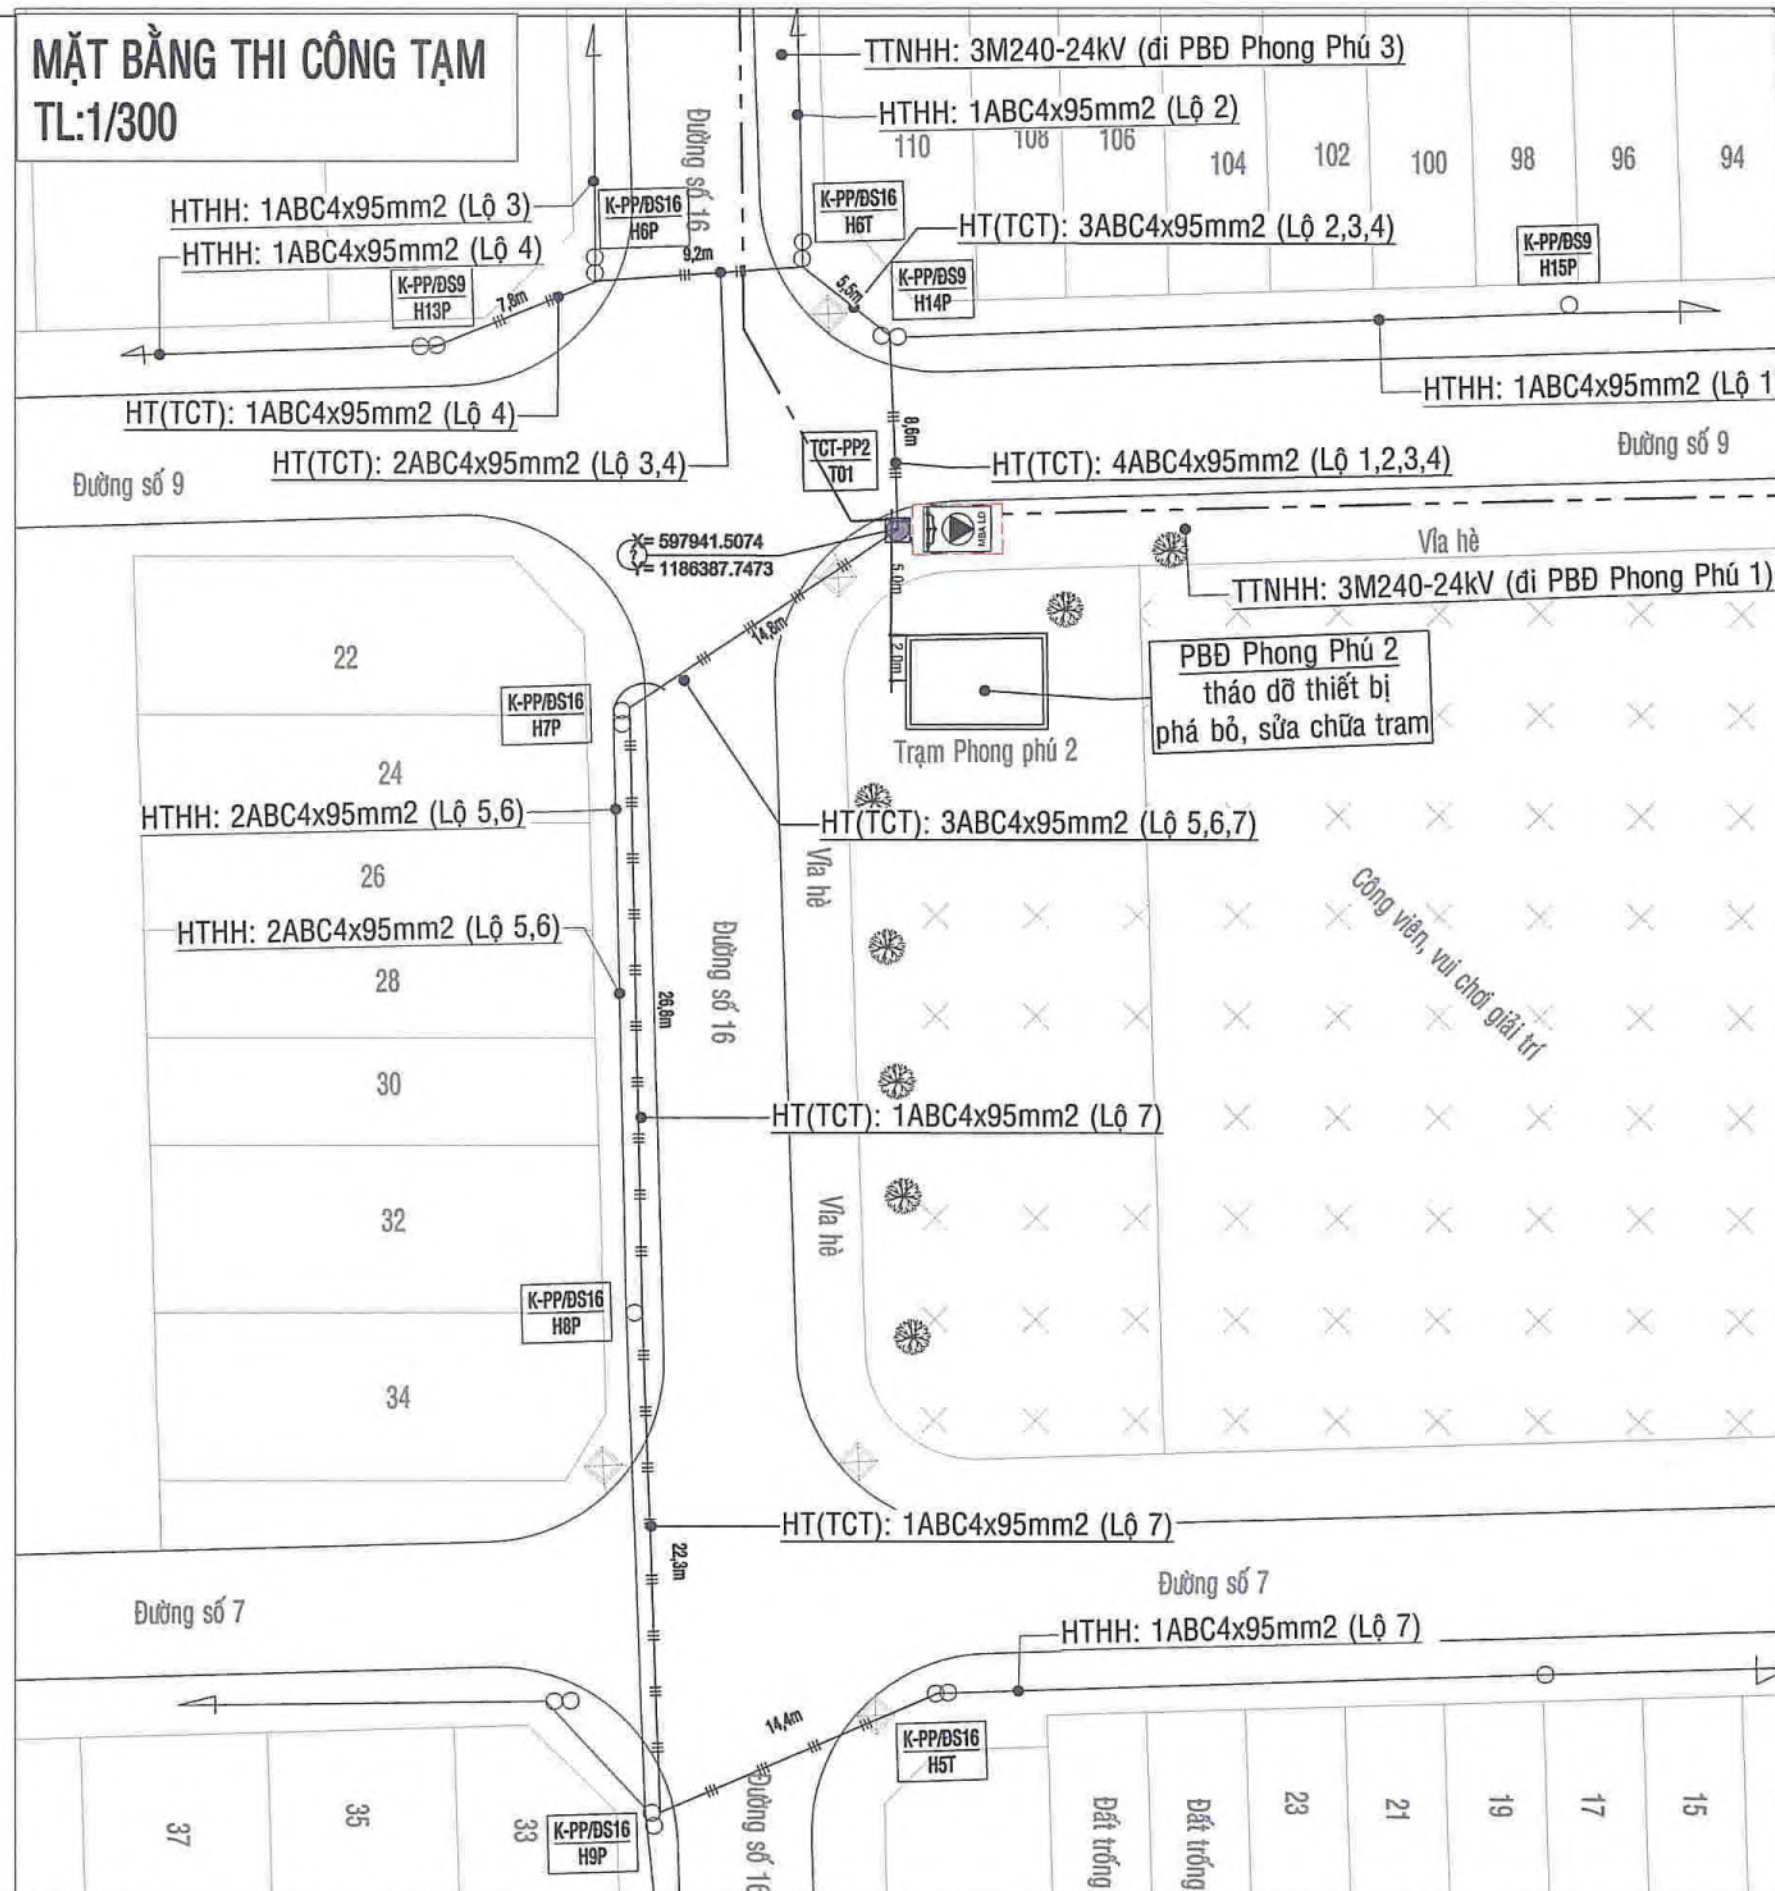 MẶT BẰNG THI CÔNG TẠM
TL:1/300
TTNHH: 3M240-24kV (đi PBĐ Phong Phú 3)
HTHH: 1ABC4x95mm2 (Lộ 2)
Đường số 16
110
108
106
104
102
100
98
96
94
HTHH: 1ABC4x95mm2 (Lộ 3)
K-PP/ĐS16
H6P
K-PP/ĐS16
H6T
HT(TCT): 3ABC4x95mm2 (Lộ 2,3,4)
HTHH: 1ABC4x95mm2 (Lộ 4)
9,2m
K-PP/ĐS9
H15P
K-PP/ĐS9
H13P
7,8m
5,5m
K-PP/ĐS9
H14P
HTHH: 1ABC4x95mm2 (Lộ 1
HT(TCT): 1ABC4x95mm2 (Lộ 4)
8,6m
TCT-PP2
T01
Đường số 9
HT(TCT): 2ABC4x95mm2 (Lộ 3,4)
HT(TCT): 4ABC4x95mm2 (Lộ 1,2,3,4)
Đường số 9
MBA LD
X= 597941.5074
?
Y= 1186387.7473
Vỉa hè
5,0m
TTNHH: 3M240-24kV (đi PBĐ Phong Phú 1)
14,8m
22
2,0m
PBĐ Phong Phú 2
tháo dỡ thiết bị
phá bỏ, sửa chữa trạm
K-PP/ĐS16
H7P
Trạm Phong phú 2
24
HTHH: 2ABC4x95mm2 (Lộ 5,6)
HT(TCT): 3ABC4x95mm2 (Lộ 5,6,7)
26
Vỉa hè
HTHH: 2ABC4x95mm2 (Lộ 5,6)
Đường số 16
Công viên, vui chơi giải trí
28
26,8m
30
HT(TCT): 1ABC4x95mm2 (Lộ 7)
32
Vỉa hè
K-PP/ĐS16
H8P
34
HT(TCT): 1ABC4x95mm2 (Lộ 7)
22,3m
Đường số 7
Đường số 7
HTHH: 1ABC4x95mm2 (Lộ 7)
14,4m
K-PP/ĐS16
H5T
Đường số 16
37
35
33
K-PP/ĐS16
H9P
Đất trống
Đất trống
23
21
19
17
15